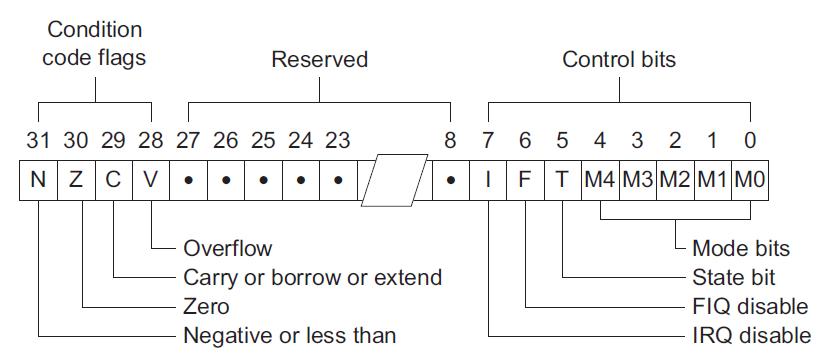 Condition
code flags
Reserved
Control bits
31 30 29 28 27 26 25 24 23 8 7 6 5 4 3 2 1 0
N Z C V • • • • • • I F T M4 M3 M2 M1 M0
Overflow
Mode bits
Carry or borrow or extend
State bit
Zero
FIQ disable
Negative or less than
IRQ disable